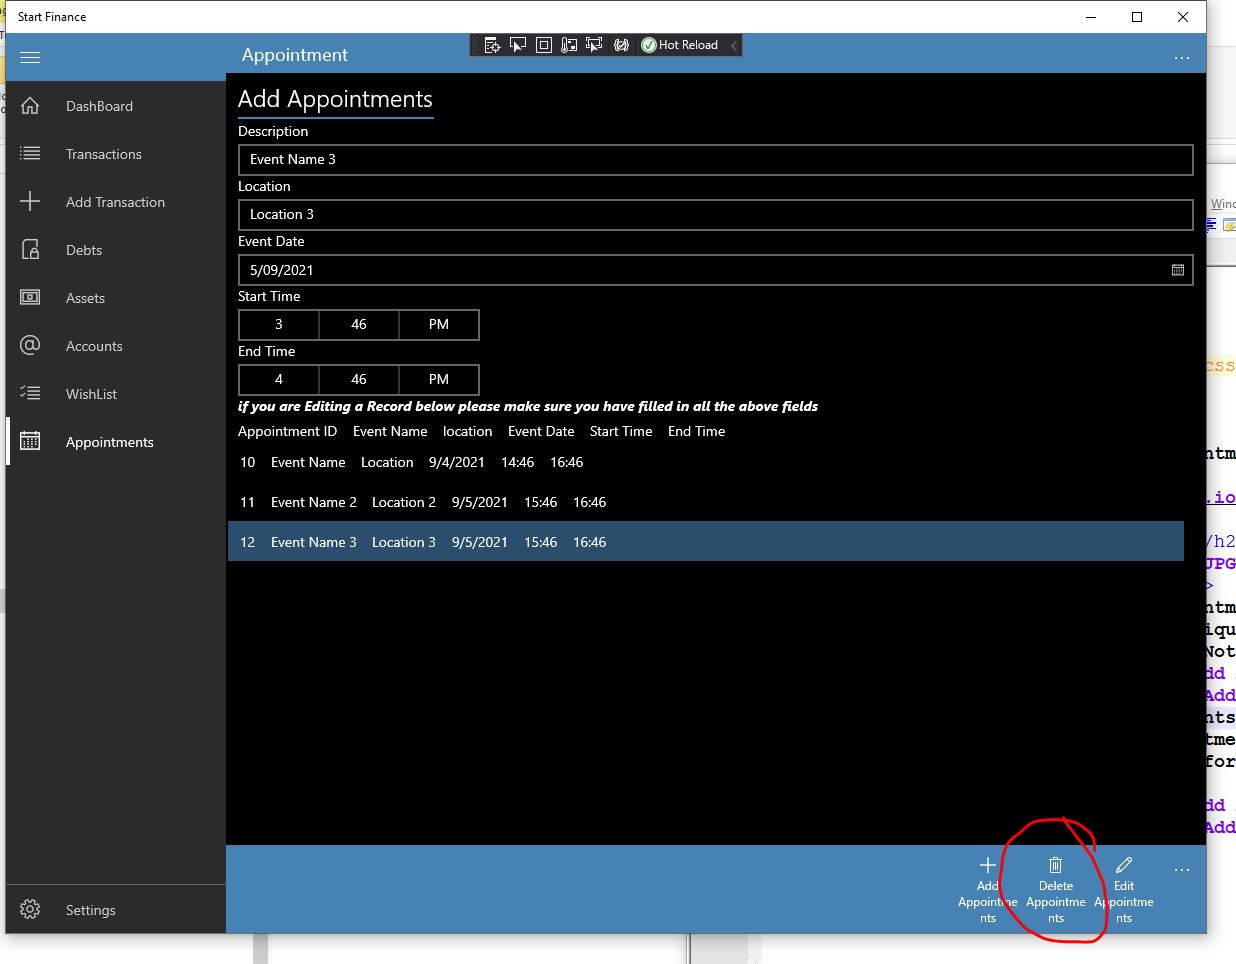 Start Finance
Appointment
Hot Reload
DashBoard
Transactions
Add Transaction
Debts
Assets
Accounts
WishList
Appointments
Settings
Add Appointments
Description
Event Name 3
Location
Location 3
Event Date
5/09/2021
Start Time
3 46 PM
End Time
4 46 PM
if you are Editing a Record below please make sure you have filled in all the above fields
Appointment ID Event Name location Event Date Start Time End Time
10 Event Name Location 9/4/2021 14:46 16:46
11 Event Name 2 Location 2 9/5/2021 15:46 16:46
12 Event Name 3 Location 3 9/5/2021 15:46 16:46
Add
Appointme
nts
Delete
Appointme
nts
Edit
Appointme
nts
Wind
css
ntm
.io
/h2
JPG
>
ntm
iqu
Not
dd
Add
nts
tme
for
dd
Add